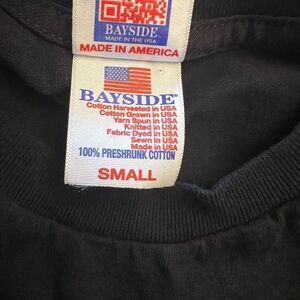 BAYSIDE
MADE IN THE USA
MADE IN AMERICA
BAYSIDE
Cotton Harvested in USA
Cotton Grown in USA
Yarn Spun in USA
Knitted in USA
Fabric Dyed in USA
Sewn in USA
Made in USA
100% PRESHRUNK COTTON
SMALL